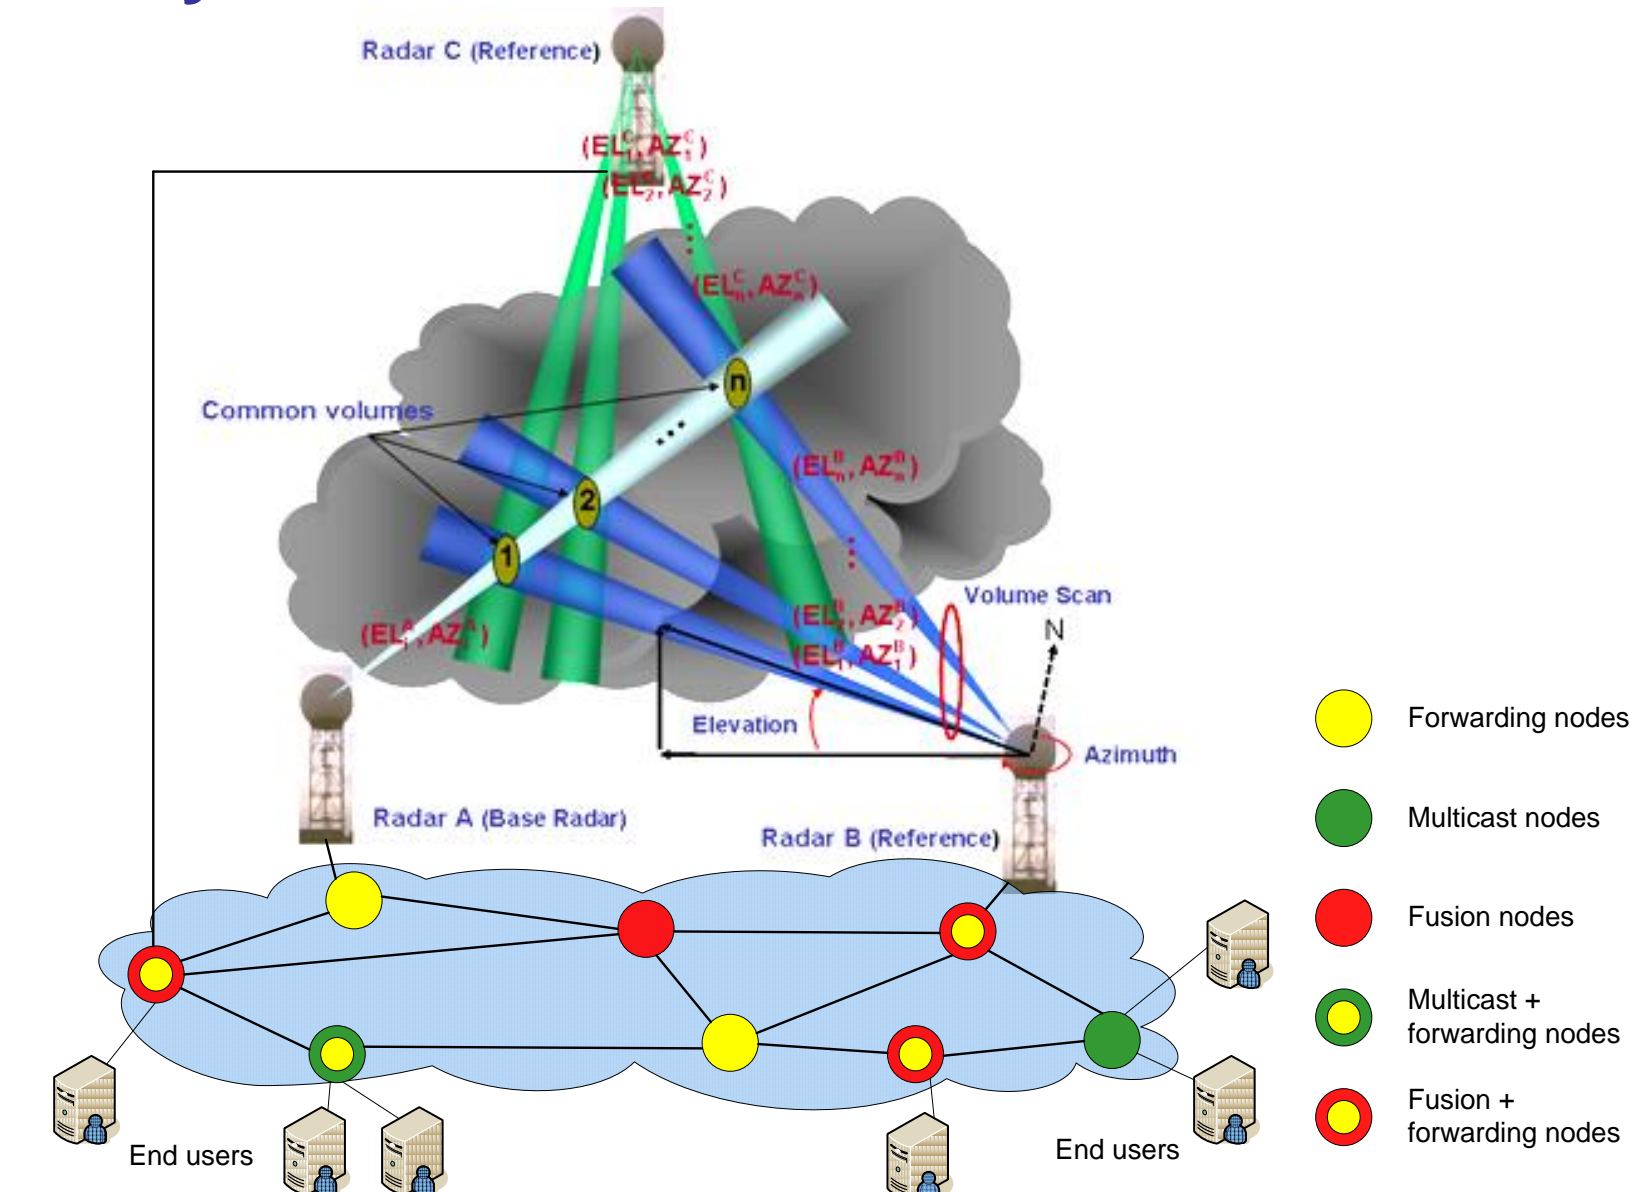 Radar C (Reference)
(EL₁ᶜ, AZ₁ᶜ)
(EL₂ᶜ, AZ₂ᶜ)
(ELₙᶜ, AZₙᶜ)
Common volumes
n
2
1
(ELₙᴮ, AZₙᴮ)
(EL₂ᴮ, AZ₂ᴮ)
(EL₁ᴮ, AZ₁ᴮ)
(ELᵢᴬ, AZᵢᴬ)
Volume Scan
N
Elevation
Azimuth
Radar A (Base Radar)
Radar B (Reference)
End users
End users
Forwarding nodes
Multicast nodes
Fusion nodes
Multicast +
forwarding nodes
Fusion +
forwarding nodes